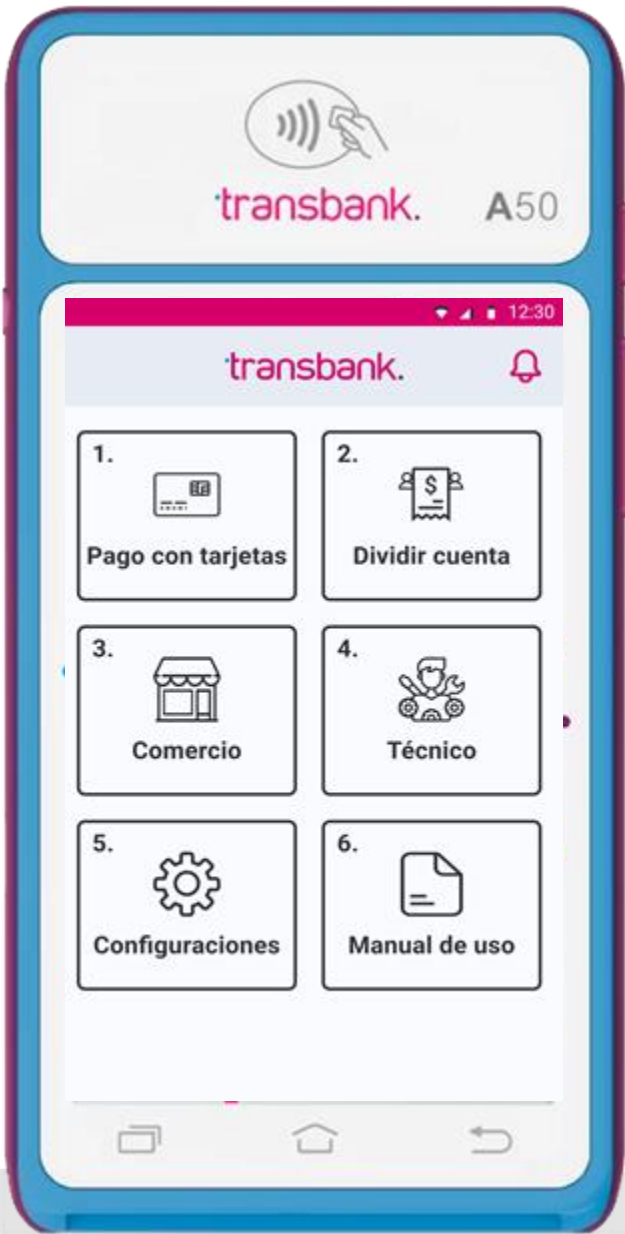 transbank.
A50
12:30
transbank.
1.
Pago con tarjetas
2.
$
Dividir cuenta
3.
Comercio
4.
Técnico
5.
Configuraciones
6.
Manual de uso